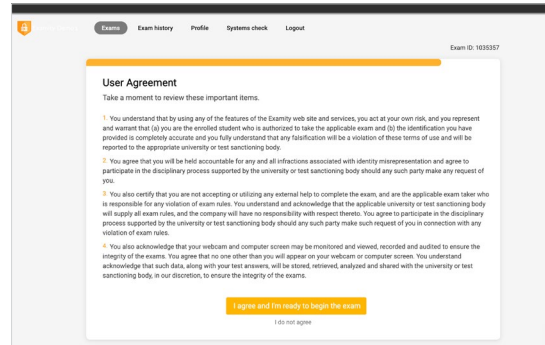 Exams Exam history Profile Systems check Logout
Exam ID: 1035357
User Agreement
Take a moment to review these important items.
1. You understand that by using any of the features of the Examity web site and services, you act at your own risk, and you represent
and warrant that (a) you are the enrolled student who is authorized to take the applicable exam and (b) the identification you have
provided is completely accurate and you fully understand that any falsification will be a violation of these terms of use and will be
reported to the appropriate university or test sanctioning body.
2. You agree that you will be held accountable for any and all infractions associated with identity misrepresentation and agree to
participate in the disciplinary process supported by the university or test sanctioning body should any such party make any request of
you.
3. You also certify that you are not accepting or utilizing any external help to complete the exam, and are the applicable exam taker who
is responsible for any violation of exam rules. You understand and acknowledge that the applicable university or test sanctioning body
will supply all exam rules, and the company will have no responsibility with respect thereto. You agree to participate in the disciplinary
process supported by the university or test sanctioning body should any such party make such request of you in connection with any
violation of exam rules.
4. You also acknowledge that your webcam and computer screen may be monitored and viewed, recorded and audited to ensure the
integrity of the exams. You agree that no one other than you will appear on your webcam or computer screen. You understand
acknowledge that such data, along with your test answers, will be stored, retrieved, analyzed and shared with the university or test
sanctioning body, in our discretion, to ensure the integrity of the exams.
I agree and I'm ready to begin the exam
I do not agree